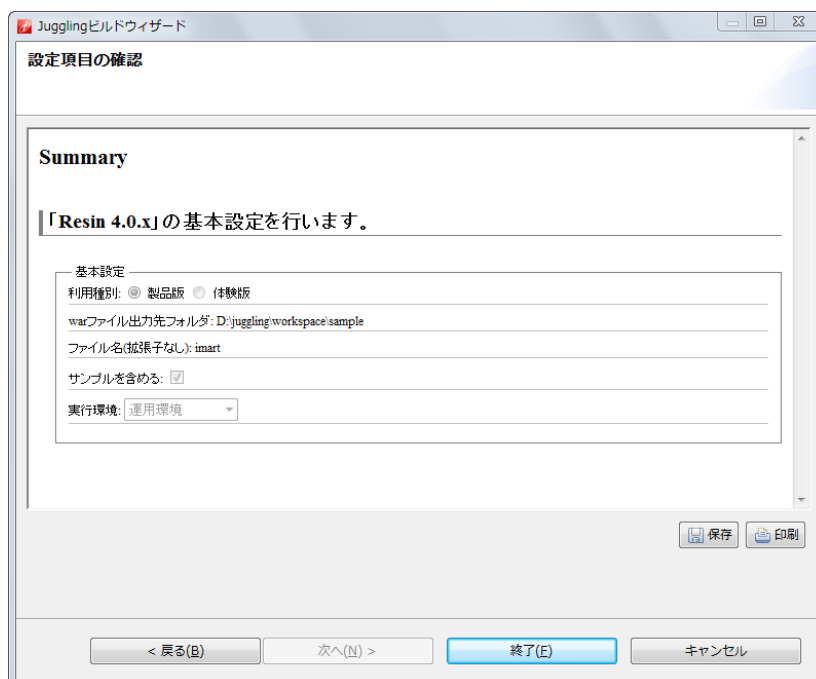 Jugglingビルドウィザード
設定項目の確認
Summary
「Resin 4.0.x」の基本設定を行います。
基本設定
利用種別: 製品版 体験版
warファイル出力先フォルダ: D:\juggling\workspace\sample
ファイル名(拡張子なし): imart
サンプルを含める:
実行環境: 運用環境
保存 印刷
< 戻る(B) 次へ(N) > 終了(F) キャンセル